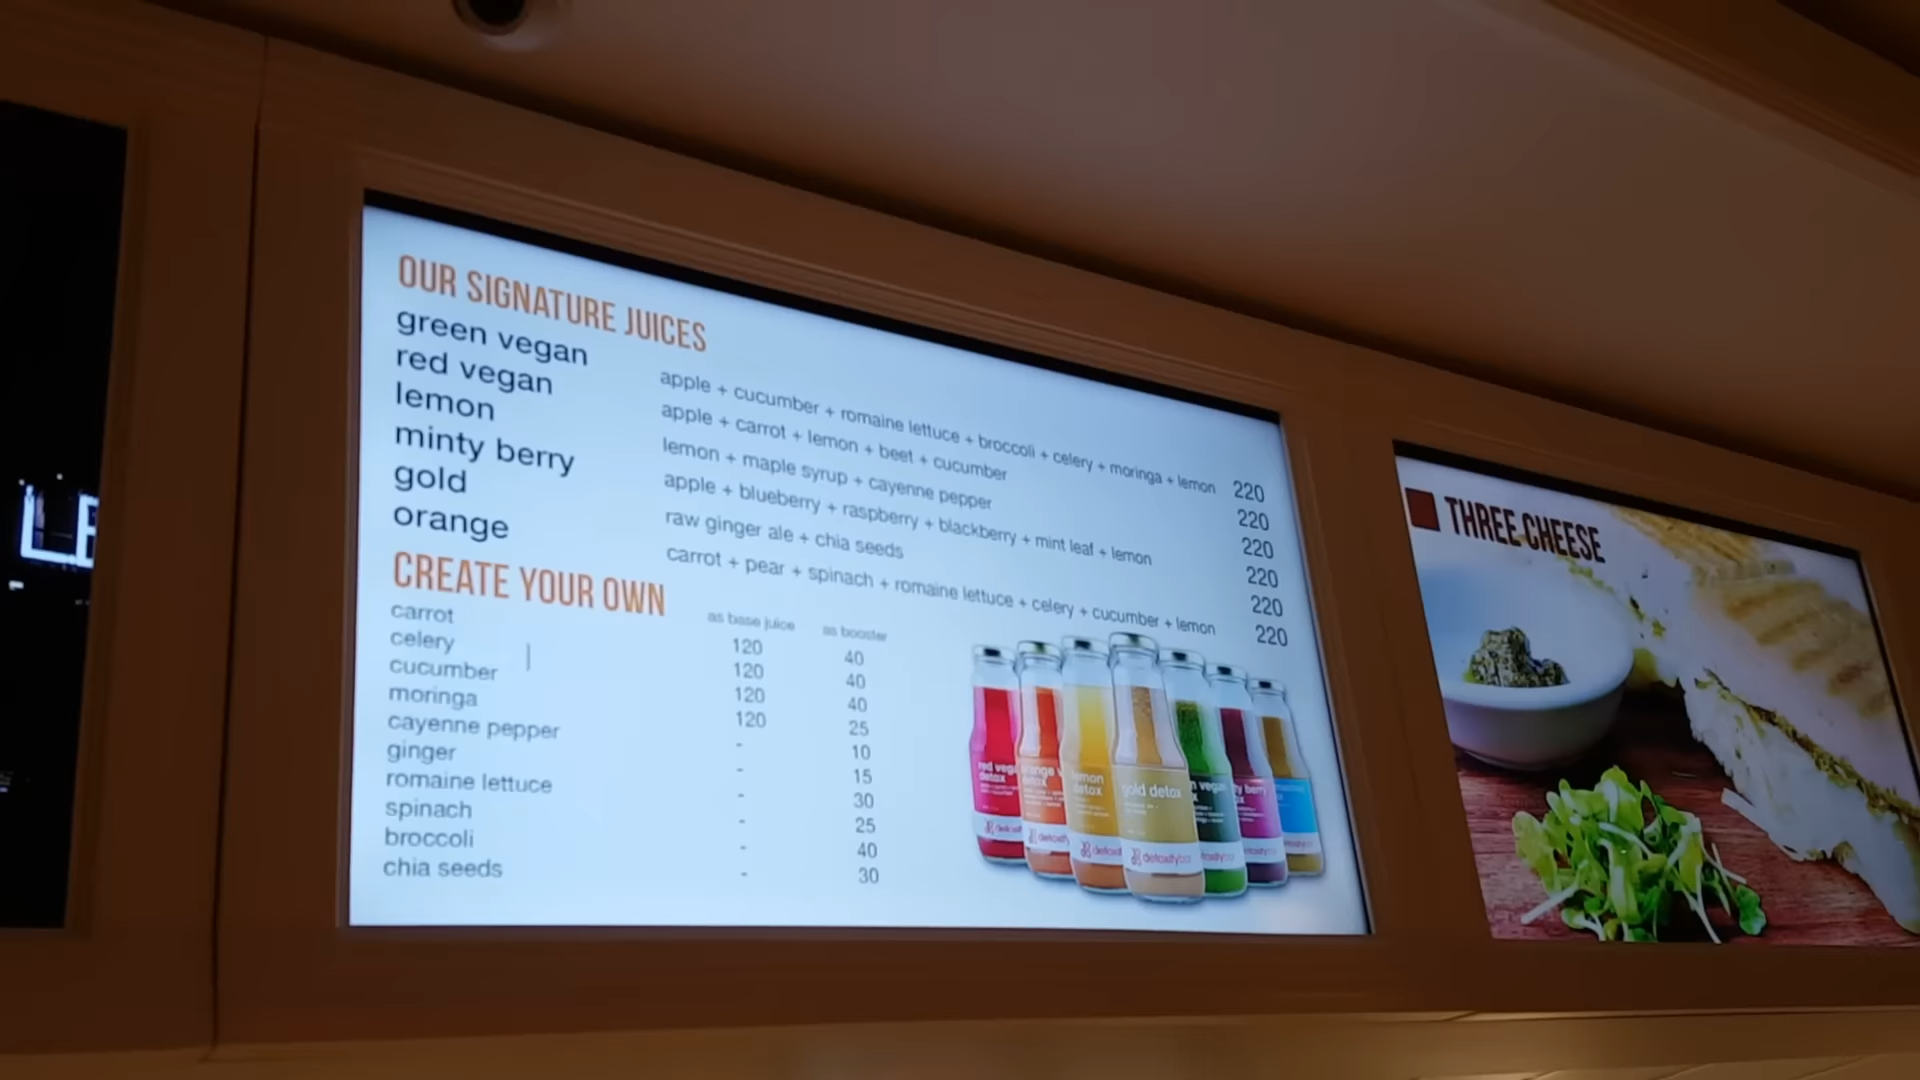 OUR SIGNATURE JUICES
green vegan apple + cucumber + romaine lettuce + broccoli + celery + moringa + lemon 220
red vegan apple + carrot + lemon + beet + cucumber 220
lemon lemon + maple syrup + cayenne pepper 220
minty berry apple + blueberry + raspberry + blackberry + mint leaf + lemon 220
gold raw ginger ale + chia seeds 220
orange carrot + pear + spinach + romaine lettuce + celery + cucumber + lemon 220
CREATE YOUR OWN
as base juice as booster
carrot 120 40
celery 120 40
cucumber 120 40
moringa 120 25
cayenne pepper - 10
ginger - 15
romaine lettuce - 30
spinach - 25
broccoli - 40
chia seeds - 30
lemon
detox
gold detox
detoxifybar
THREE CHEESE
LE